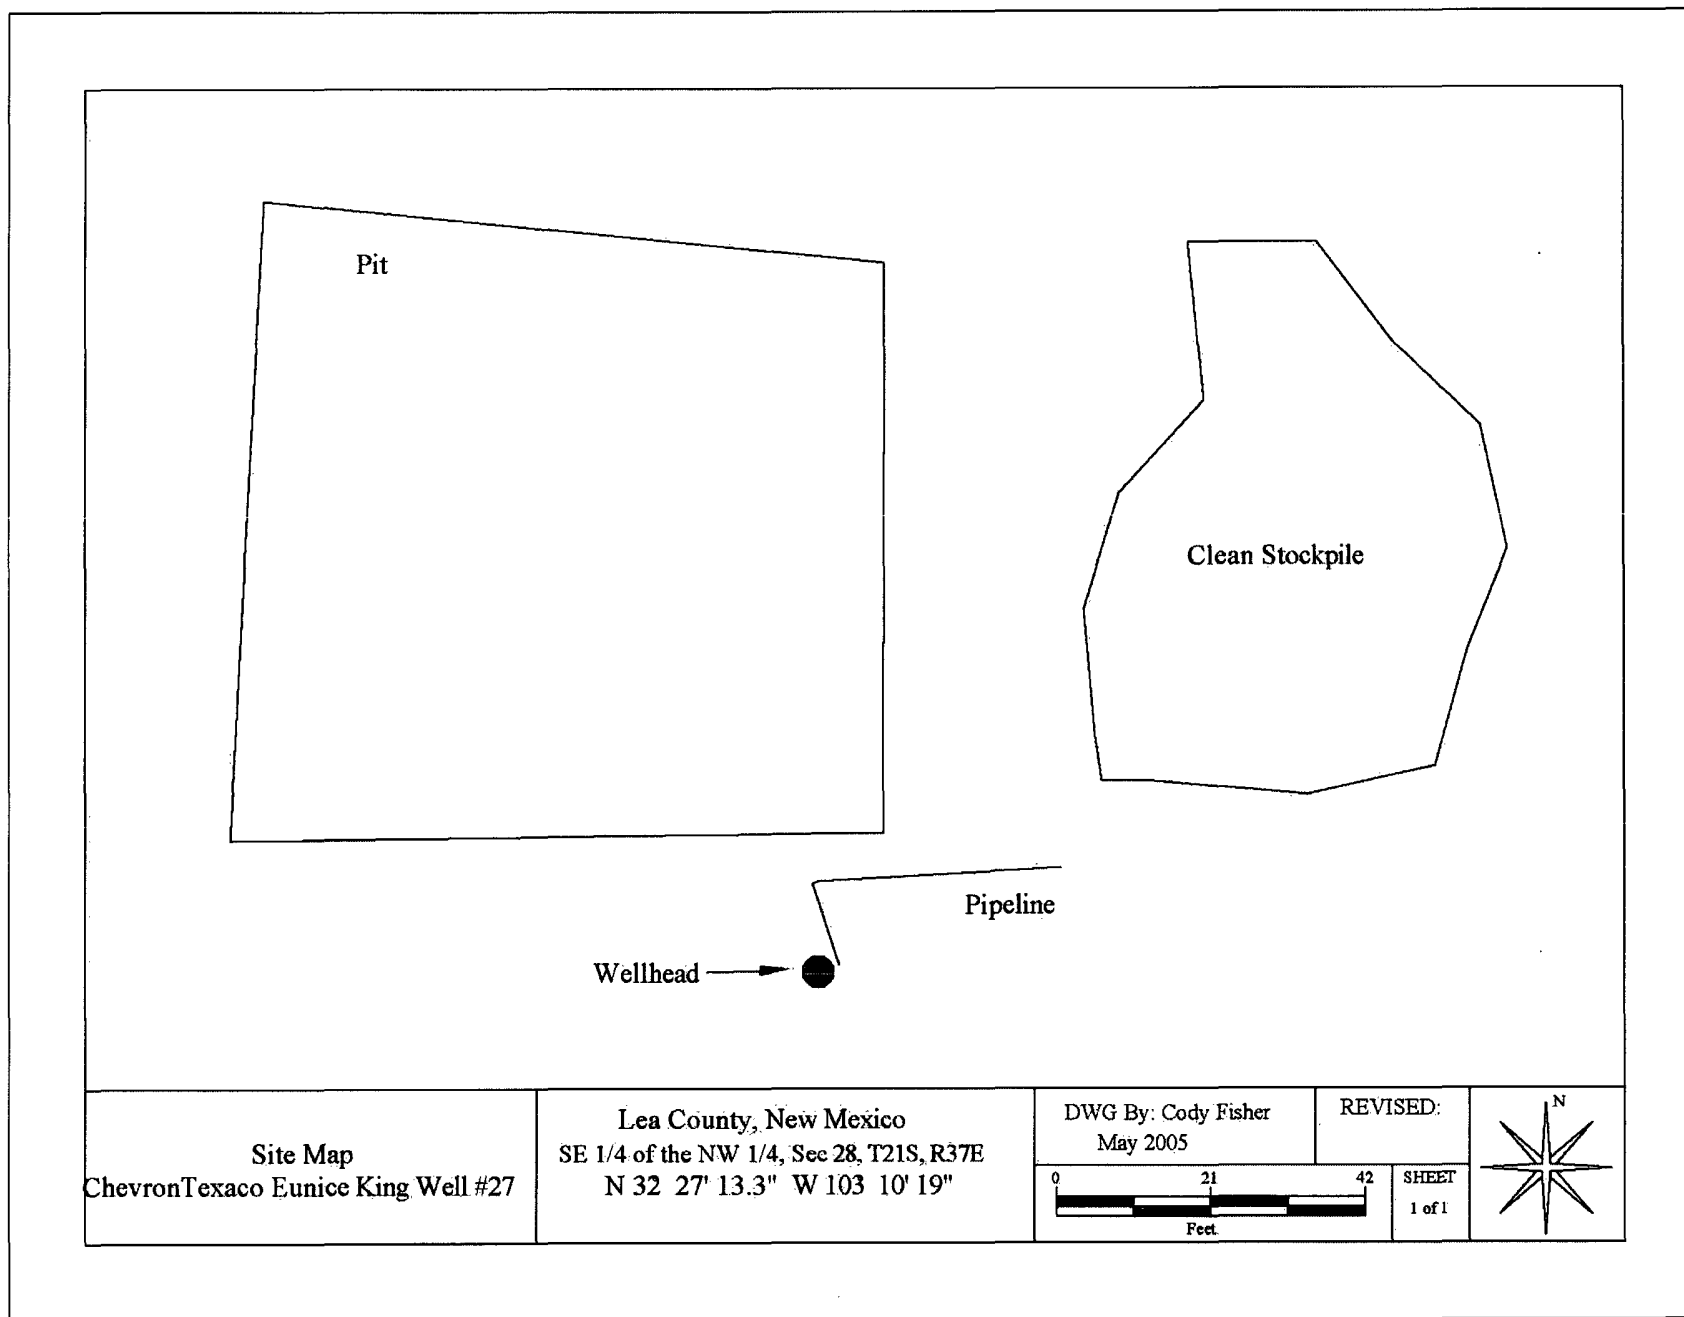 Pit
Clean Stockpile
Pipeline
Wellhead
Site Map
ChevronTexaco Eunice King Well #27
Lea County, New Mexico
SE 1/4 of the NW 1/4, Sec 28, T21S, R37E
N 32 27' 13.3" W 103 10' 19"
DWG By: Cody Fisher
May 2005
REVISED:
0 21 42
Feet
SHEET
1 of 1
N